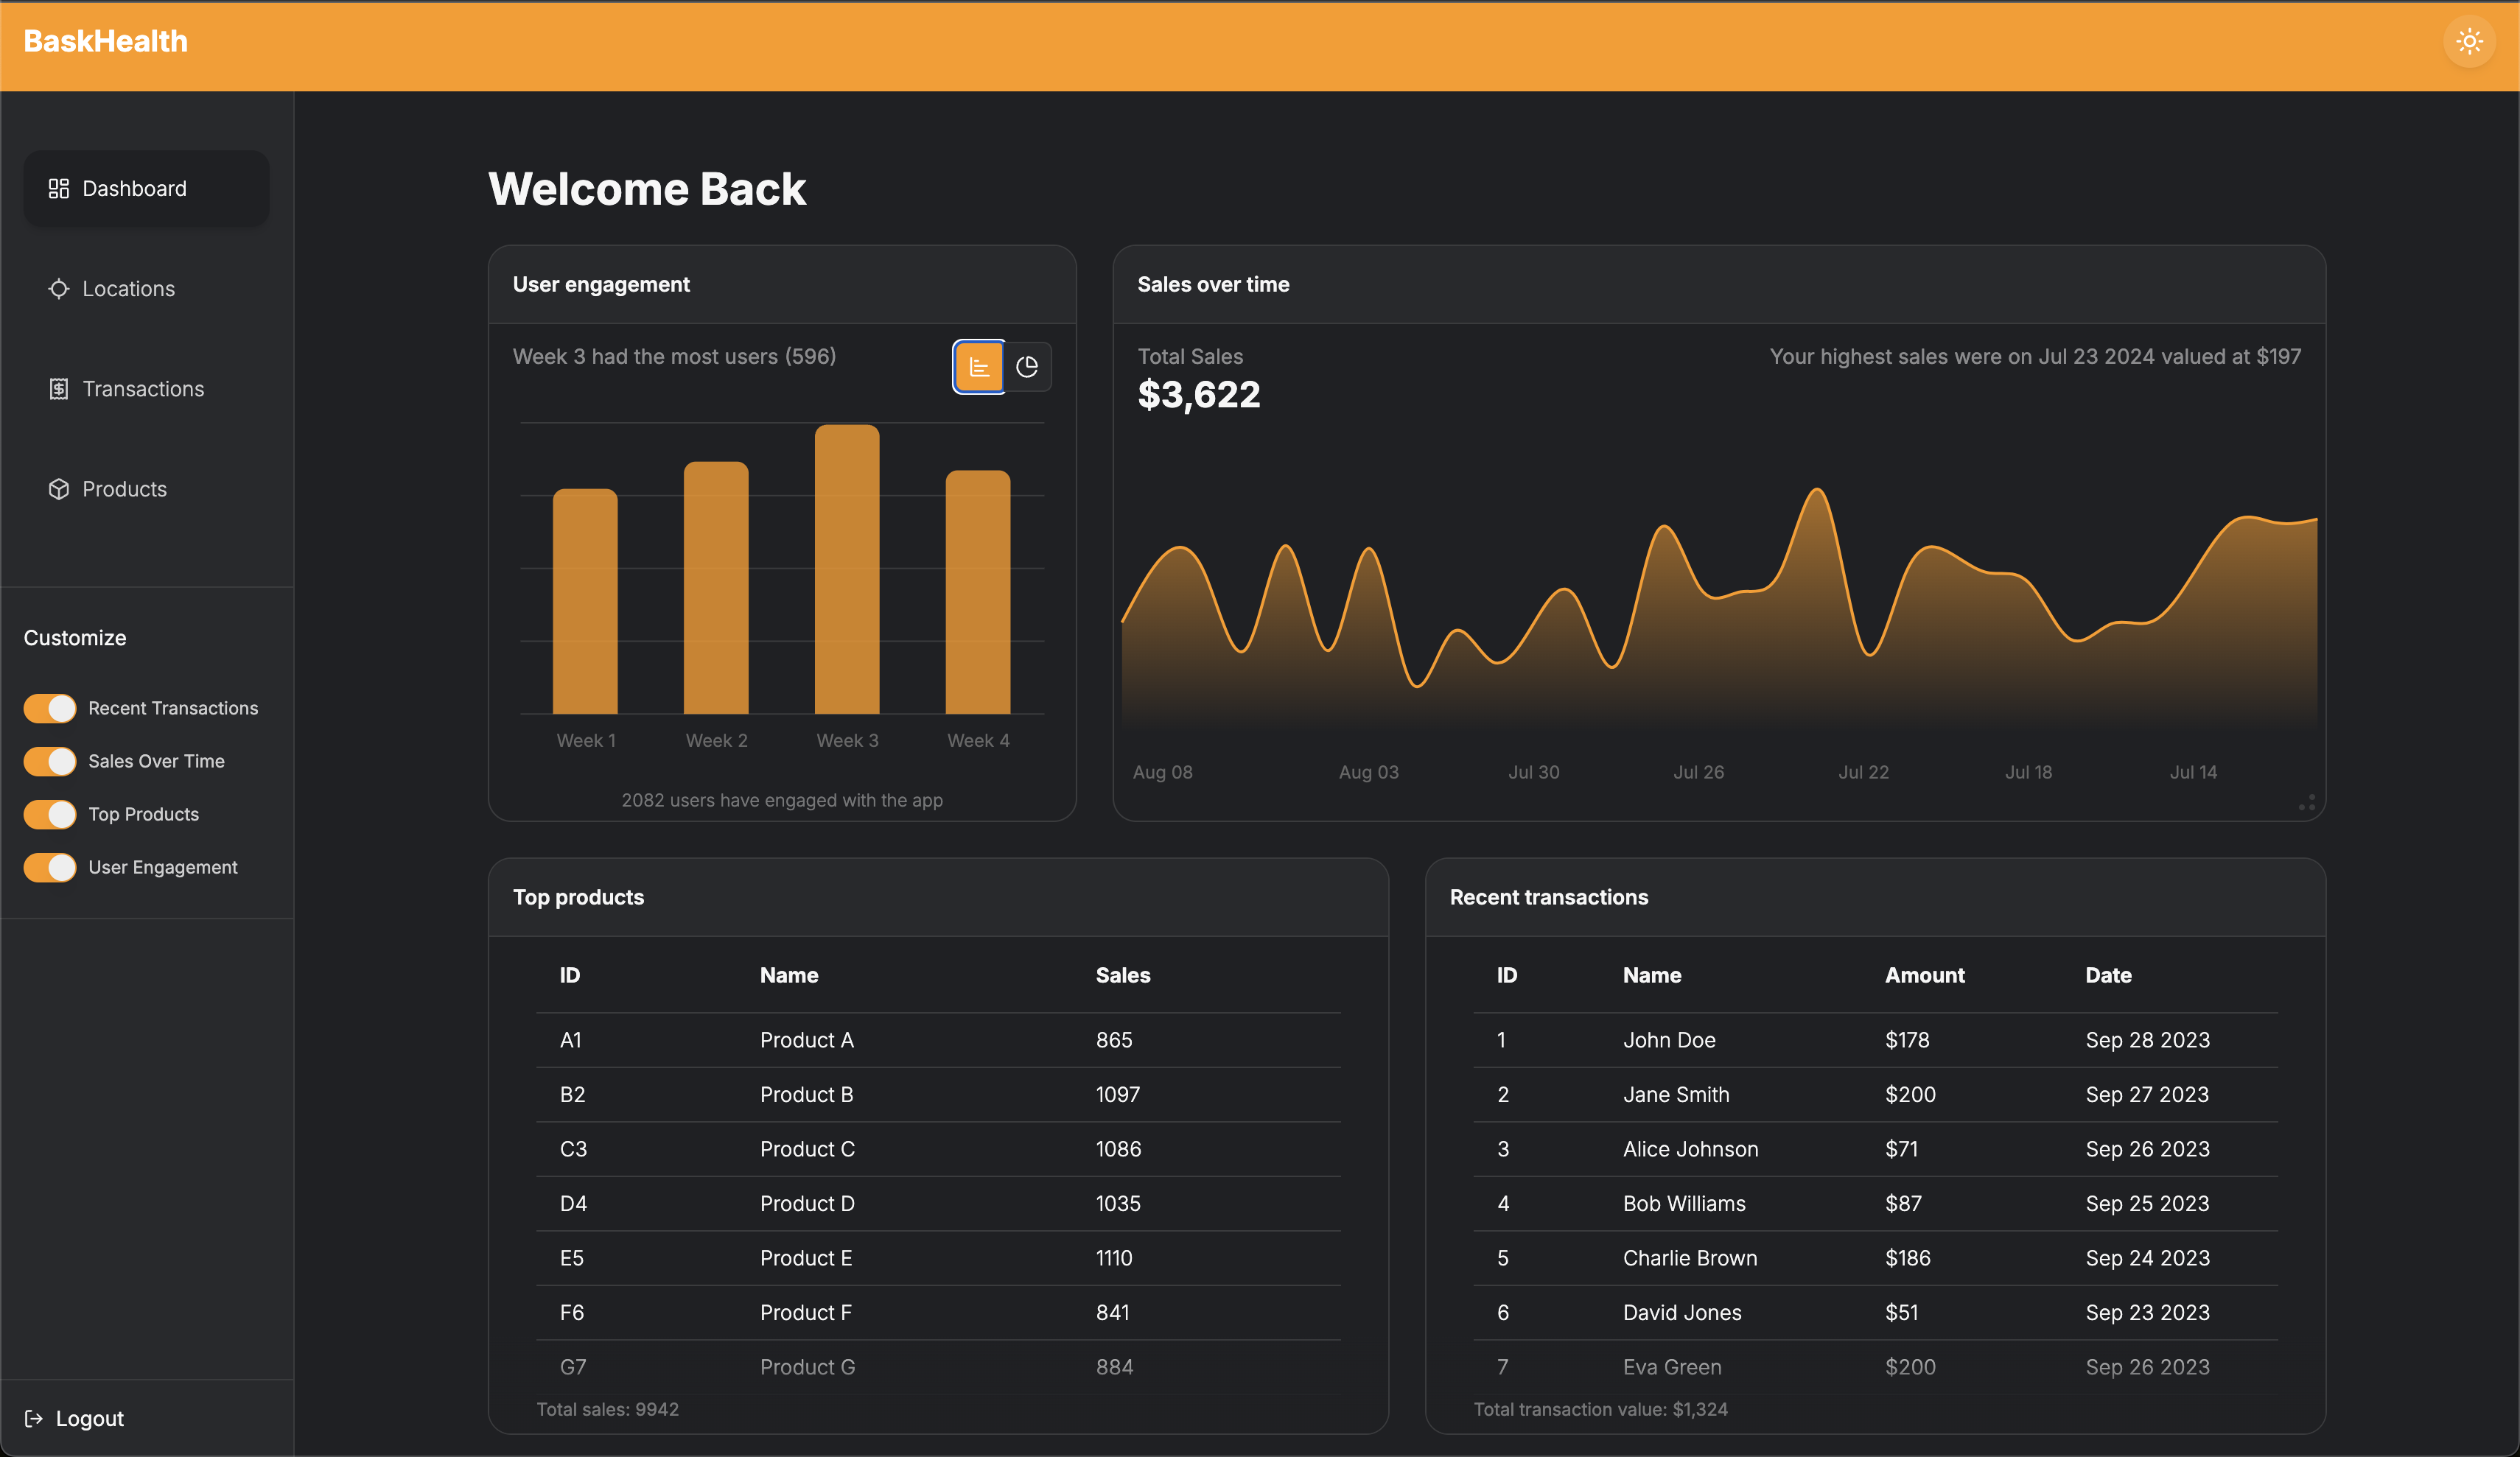 BaskHealth
Dashboard
Locations
Transactions
Products
Customize
Recent Transactions
Sales Over Time
Top Products
User Engagement
Logout
Welcome Back
User engagement
Week 3 had the most users (596)
Week 1 Week 2 Week 3 Week 4
2082 users have engaged with the app
Sales over time
Total Sales
$3,622
Your highest sales were on Jul 23 2024 valued at $197
Aug 08 Aug 03 Jul 30 Jul 26 Jul 22 Jul 18 Jul 14
Top products
ID Name Sales
A1 Product A 865
B2 Product B 1097
C3 Product C 1086
D4 Product D 1035
E5 Product E 1110
F6 Product F 841
G7 Product G 884
Total sales: 9942
Recent transactions
ID Name Amount Date
1 John Doe $178 Sep 28 2023
2 Jane Smith $200 Sep 27 2023
3 Alice Johnson $71 Sep 26 2023
4 Bob Williams $87 Sep 25 2023
5 Charlie Brown $186 Sep 24 2023
6 David Jones $51 Sep 23 2023
7 Eva Green $200 Sep 26 2023
Total transaction value: $1,324